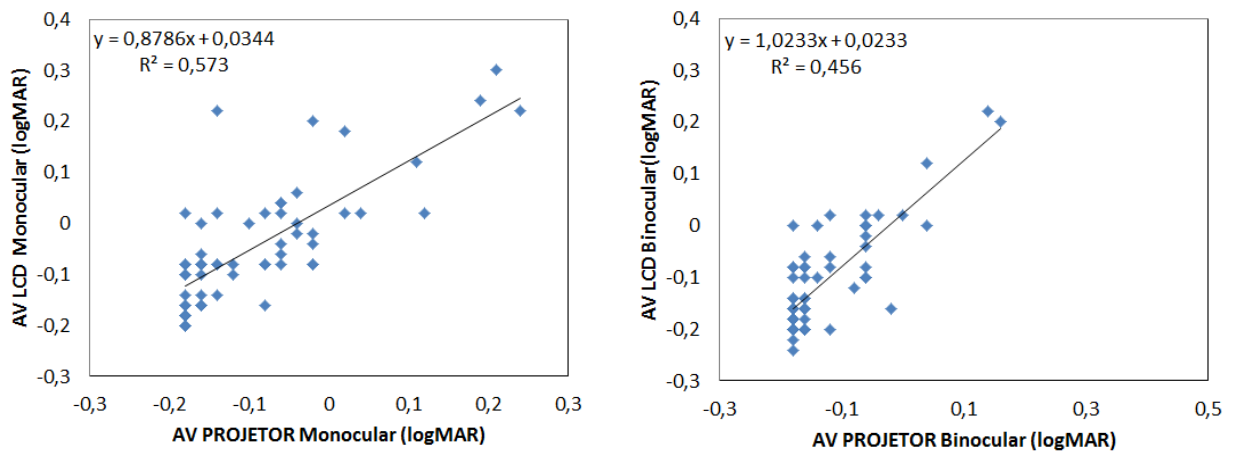 0,4
y = 0,8786x + 0,0344
R² = 0,573
0,3
0,2
0,1
0
-0,1
-0,2
-0,3
AV LCD Monocular (logMAR)
-0,3 -0,2 -0,1 0 0,1 0,2 0,3
AV PROJETOR Monocular (logMAR)
0,4
y = 1,0233x + 0,0233
R² = 0,456
0,3
0,2
0,1
0
-0,1
-0,2
-0,3
AV LCD Binocular(logMAR)
-0,3 -0,1 0,1 0,3 0,5
AV PROJETOR Binocular (logMAR)